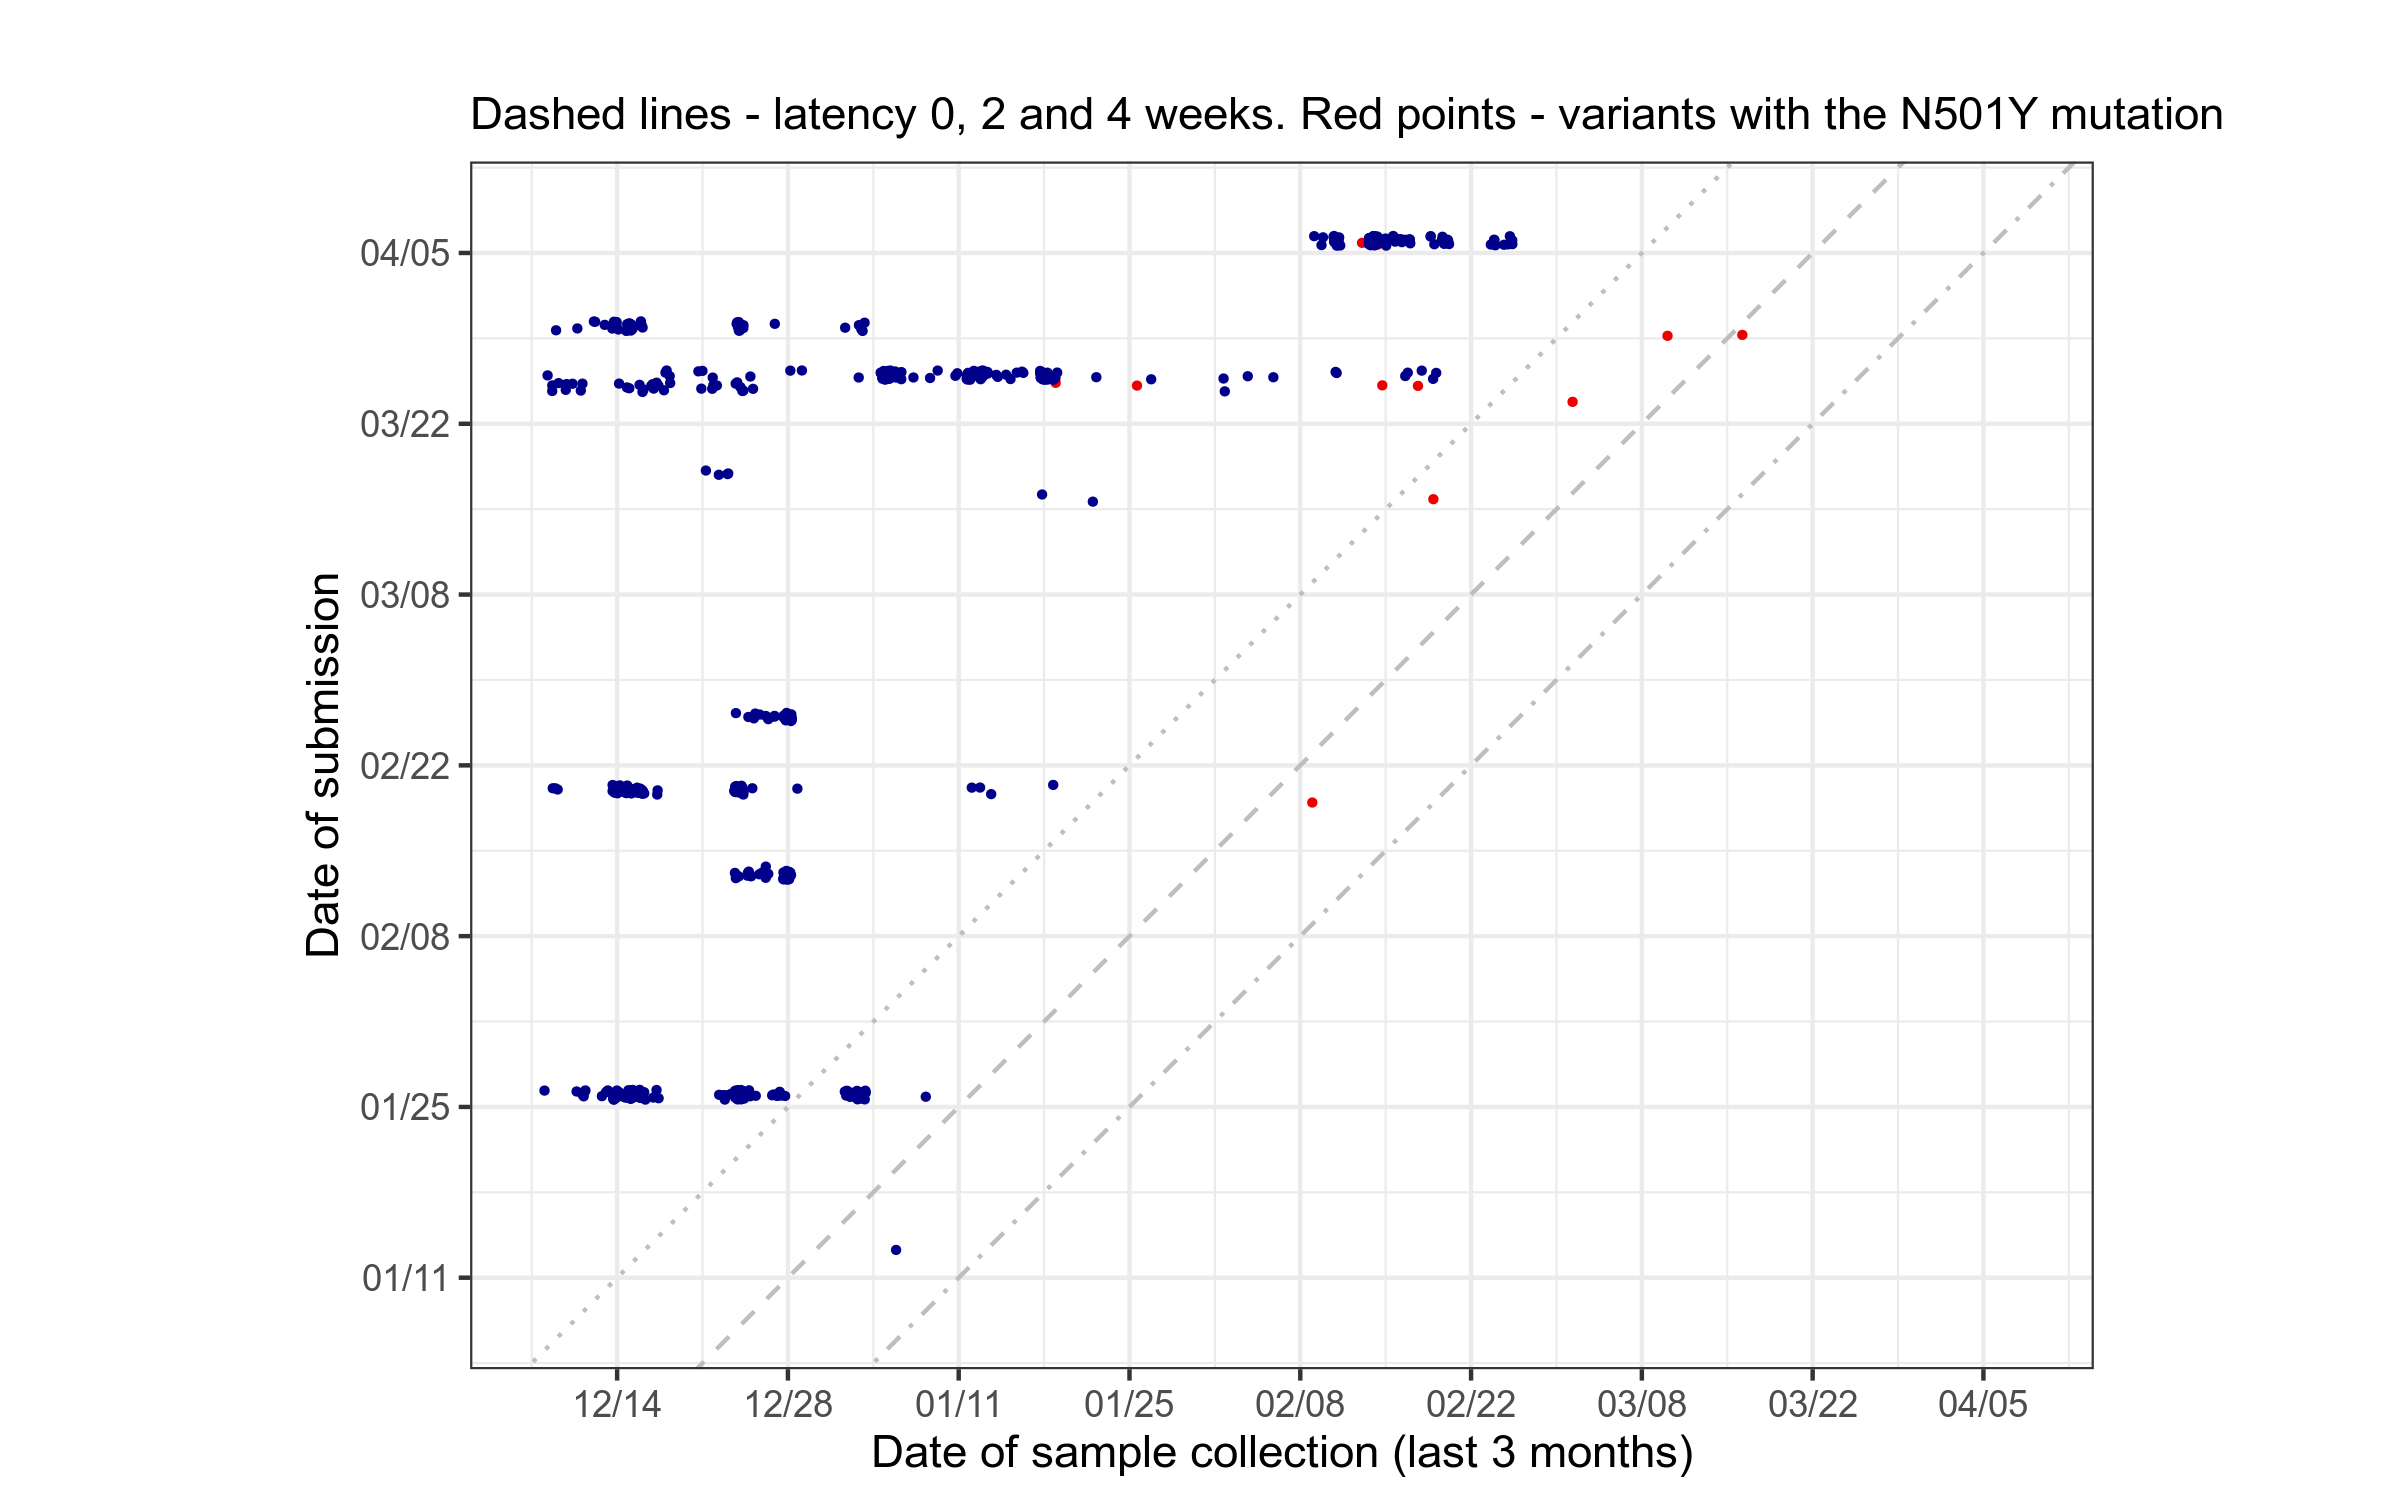 Dashed lines - latency 0, 2 and 4 weeks. Red points - variants with the N501Y mutation
Date of submission
04/05
03/22
03/08
02/22
02/08
01/25
01/11
12/14 12/28 01/11 01/25 02/08 02/22 03/08 03/22 04/05
Date of sample collection (last 3 months)